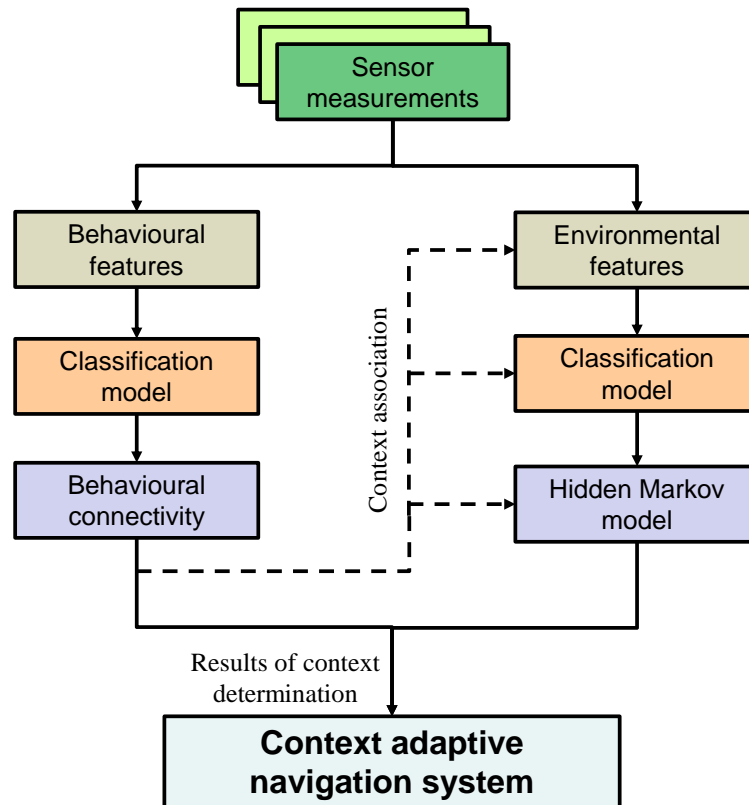 Sensor
measurements
Behavioural
features
Environmental
features
Classification
model
Classification
model
Context association
Behavioural
connectivity
Hidden Markov
model
Results of context
determination
Context adaptive
navigation system